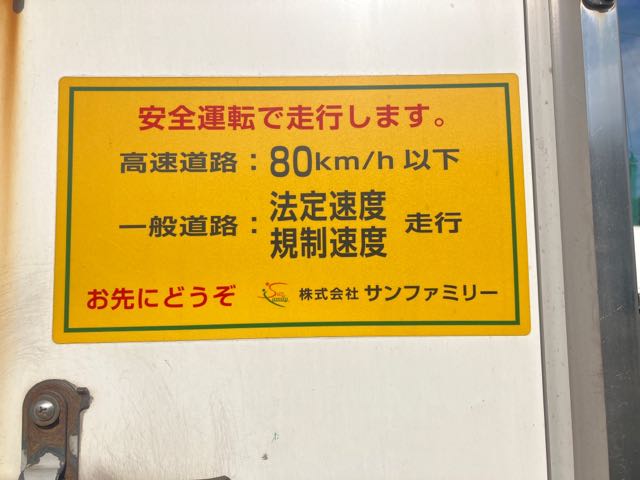 安全運転で走行します。
高速道路：80km/h 以下
一般道路：法定速度 規制速度 走行
お先にどうぞ Sun Family 株式会社 サンファミリー